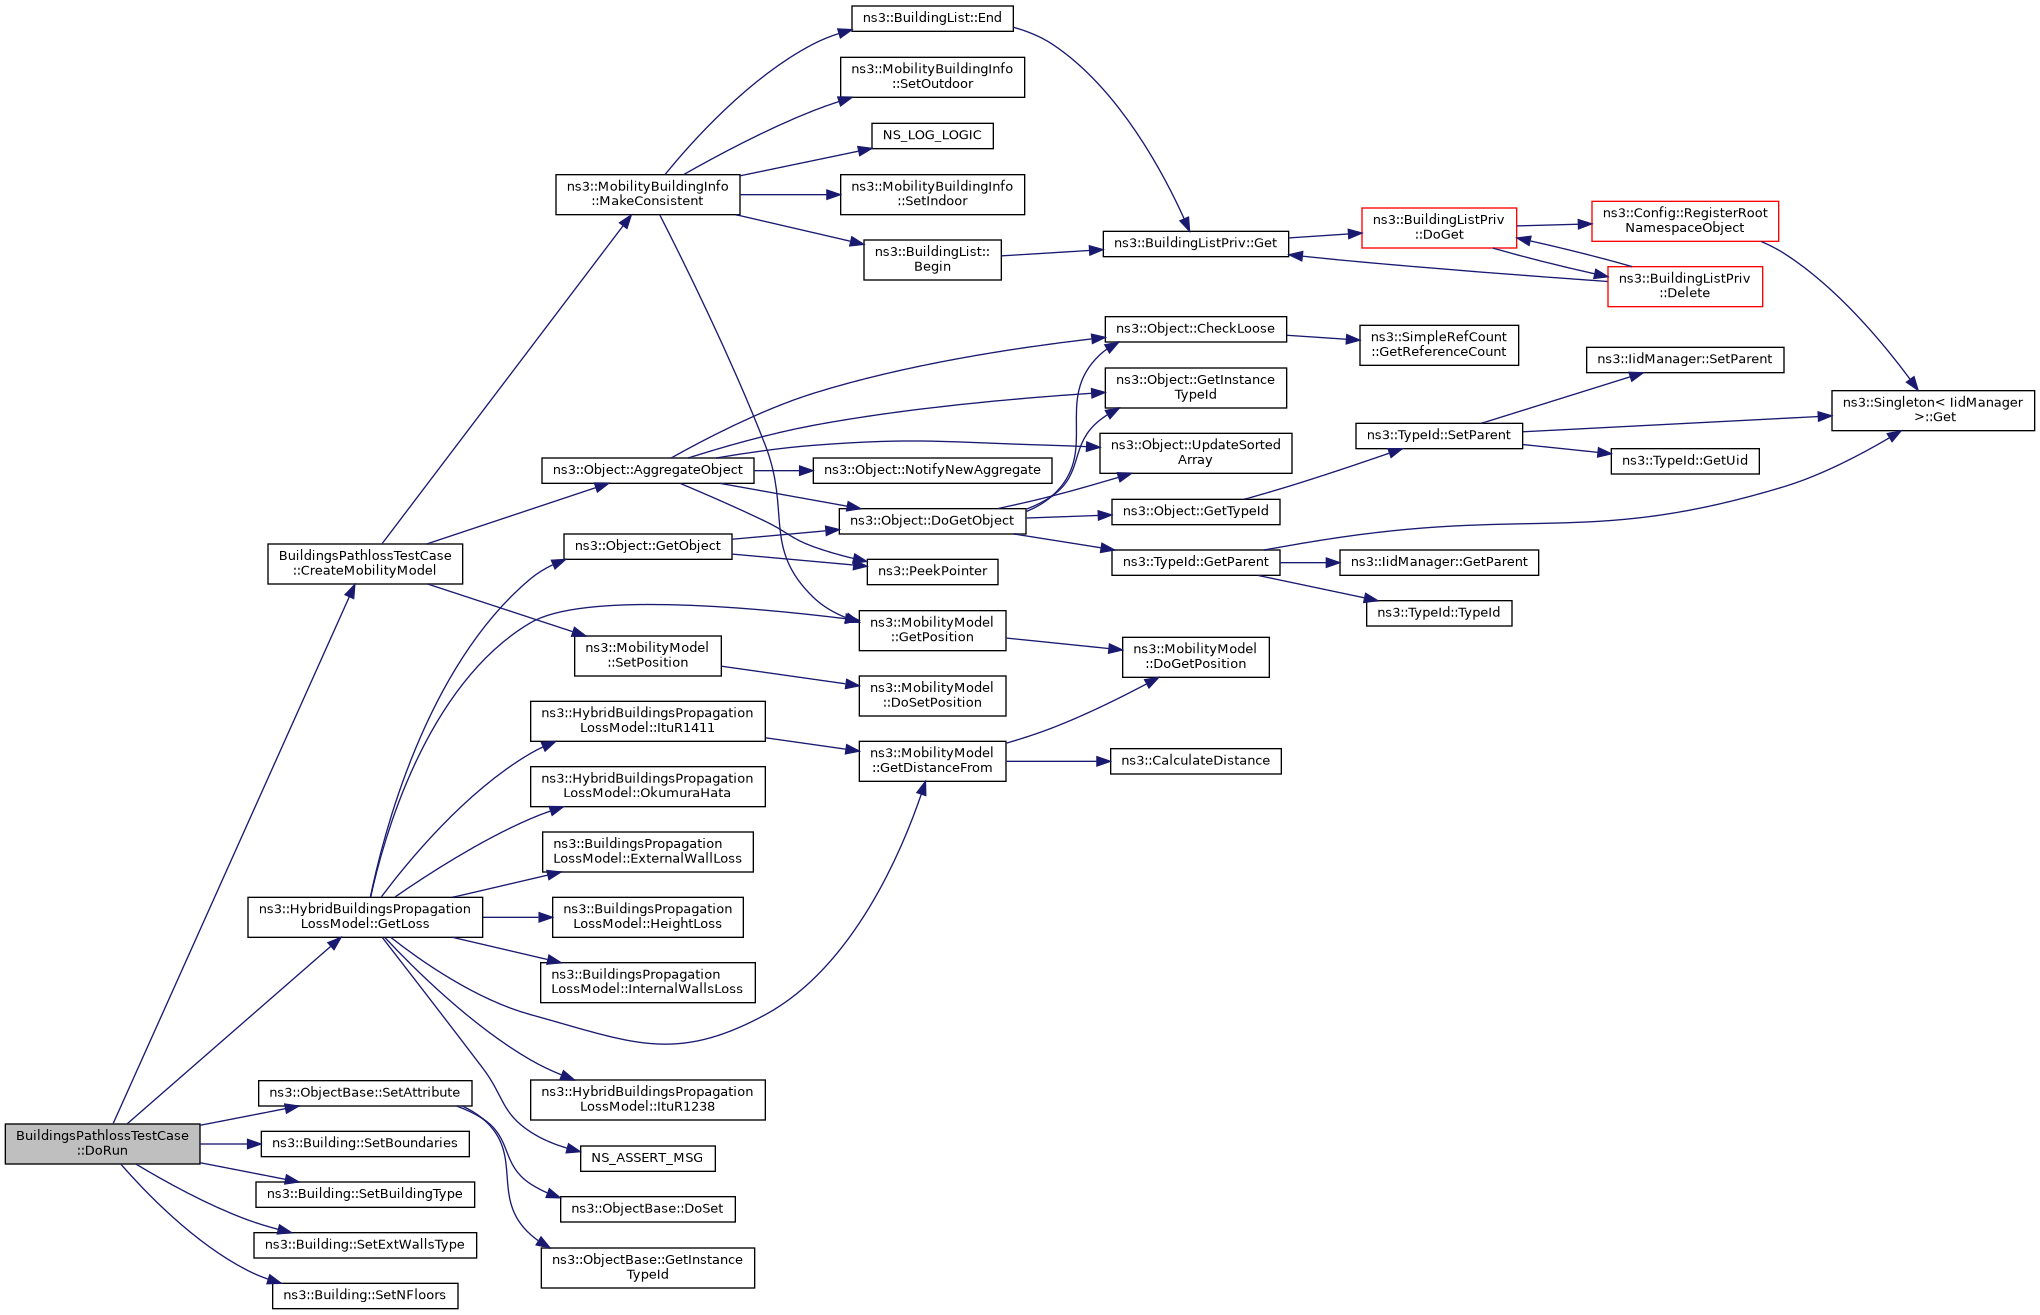 ns3::BuildingList::End
ns3::MobilityBuildingInfo
::SetOutdoor
NS_LOG_LOGIC
ns3::MobilityBuildingInfo
::MakeConsistent
ns3::MobilityBuildingInfo
::SetIndoor
ns3::BuildingList::
Begin
ns3::BuildingListPriv::Get
ns3::BuildingListPriv
::DoGet
ns3::Config::RegisterRoot
NamespaceObject
ns3::BuildingListPriv
::Delete
ns3::Object::CheckLoose
ns3::SimpleRefCount
::GetReferenceCount
ns3::Object::GetInstance
TypeId
ns3::IidManager::SetParent
ns3::Singleton< IidManager
>::Get
ns3::TypeId::SetParent
ns3::TypeId::GetUid
ns3::Object::UpdateSorted
Array
ns3::Object::AggregateObject
ns3::Object::NotifyNewAggregate
ns3::Object::DoGetObject
ns3::Object::GetTypeId
ns3::Object::GetObject
ns3::PeekPointer
ns3::TypeId::GetParent
ns3::IidManager::GetParent
ns3::TypeId::TypeId
BuildingsPathlossTestCase
::CreateMobilityModel
ns3::MobilityModel
::GetPosition
ns3::MobilityModel
::SetPosition
ns3::MobilityModel
::DoGetPosition
ns3::MobilityModel
::DoSetPosition
ns3::HybridBuildingsPropagation
LossModel::ItuR1411
ns3::MobilityModel
::GetDistanceFrom
ns3::CalculateDistance
ns3::HybridBuildingsPropagation
LossModel::OkumuraHata
ns3::BuildingsPropagation
LossModel::ExternalWallLoss
ns3::HybridBuildingsPropagation
LossModel::GetLoss
ns3::BuildingsPropagation
LossModel::HeightLoss
ns3::BuildingsPropagation
LossModel::InternalWallsLoss
ns3::HybridBuildingsPropagation
LossModel::ItuR1238
NS_ASSERT_MSG
ns3::ObjectBase::SetAttribute
BuildingsPathlossTestCase
::DoRun
ns3::Building::SetBoundaries
ns3::Building::SetBuildingType
ns3::ObjectBase::DoSet
ns3::Building::SetExtWallsType
ns3::ObjectBase::GetInstance
TypeId
ns3::Building::SetNFloors